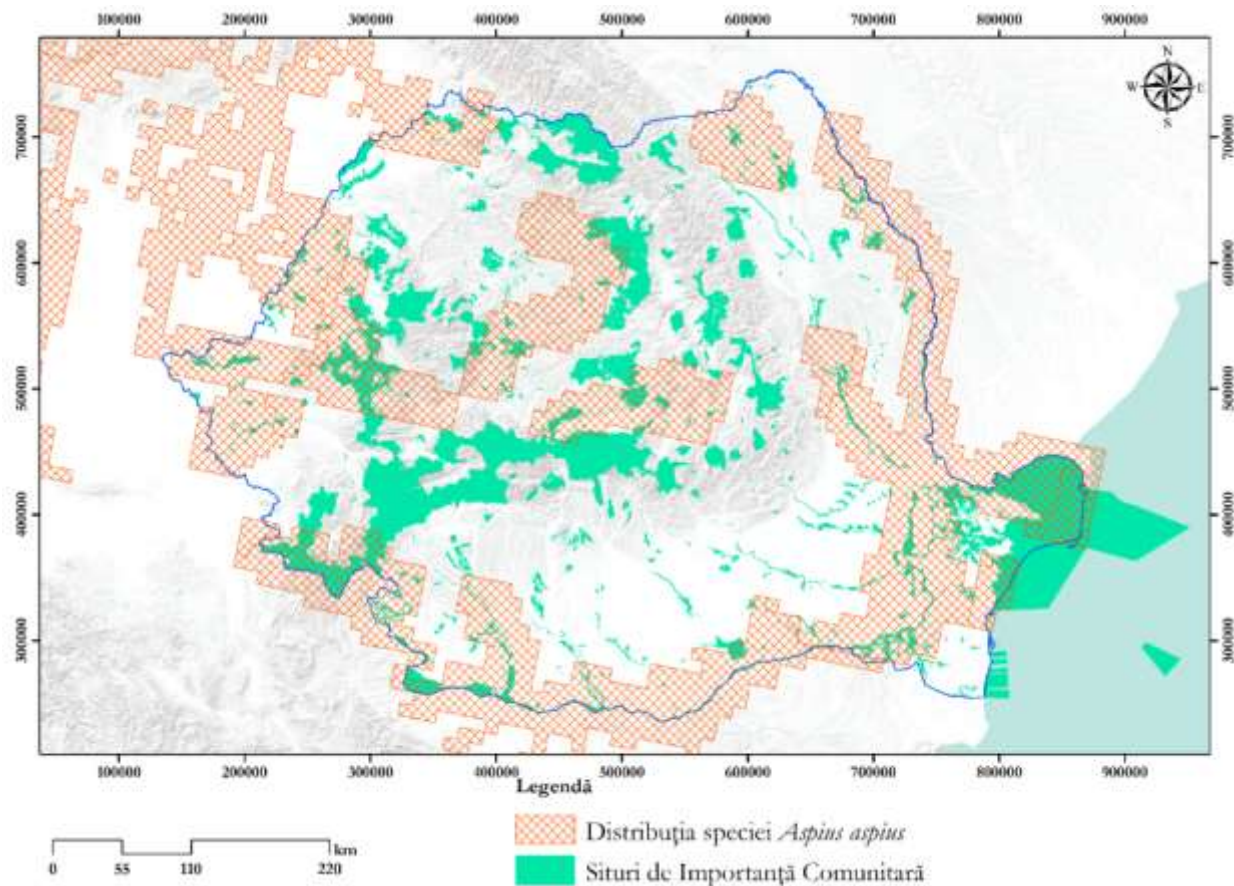 100000 200000 300000 400000 500000 600000 700000 800000 900000
N
W E
S
700000 700000
600000 600000
500000 500000
400000 400000
300000 300000
100000 200000 300000 400000 500000 600000 700000 800000 900000
Legendă
Distribuția speciei Aspius aspius
km
0 55 110 220
Situri de Importanță Comunitară